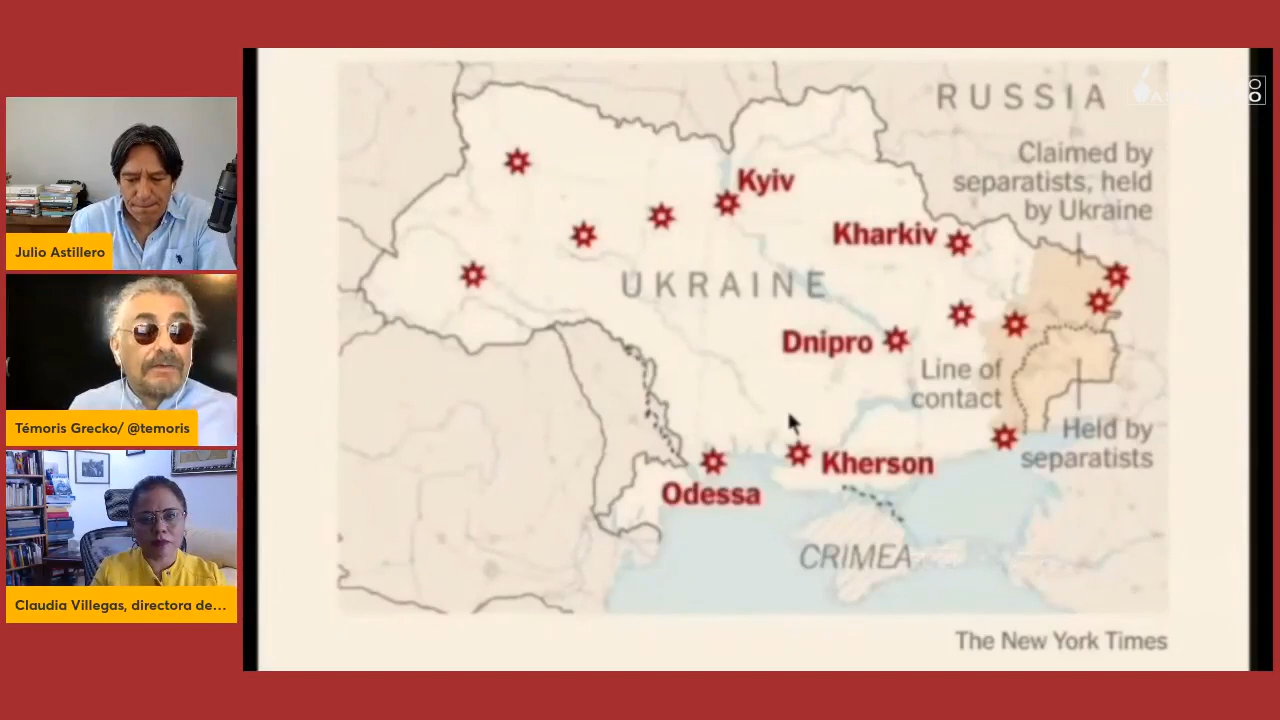 Julio Astillero
Témoris Grecko/ @temoris
Claudia Villegas, directora de...
RUSSIA
Claimed by
separatists, held
by Ukraine
Kyiv
Kharkiv
UKRAINE
Dnipro
Line of
contact
Held by
separatists
Kherson
Odessa
CRIMEA
The New York Times